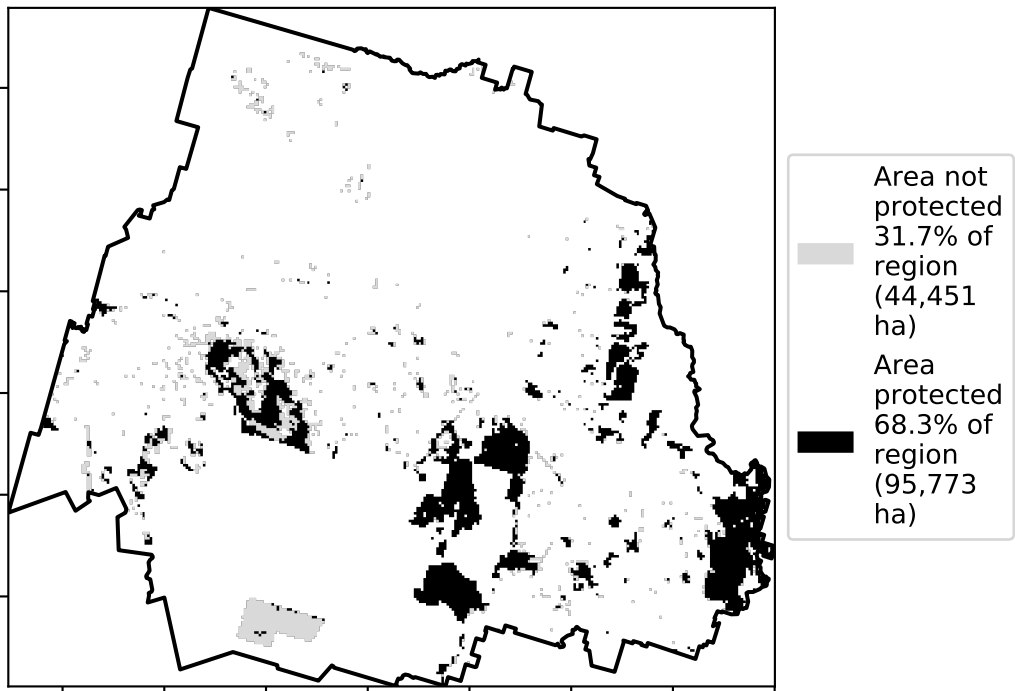 Area not
protected
31.7% of
region
(44,451
ha)
Area
protected
68.3% of
region
(95,773
ha)